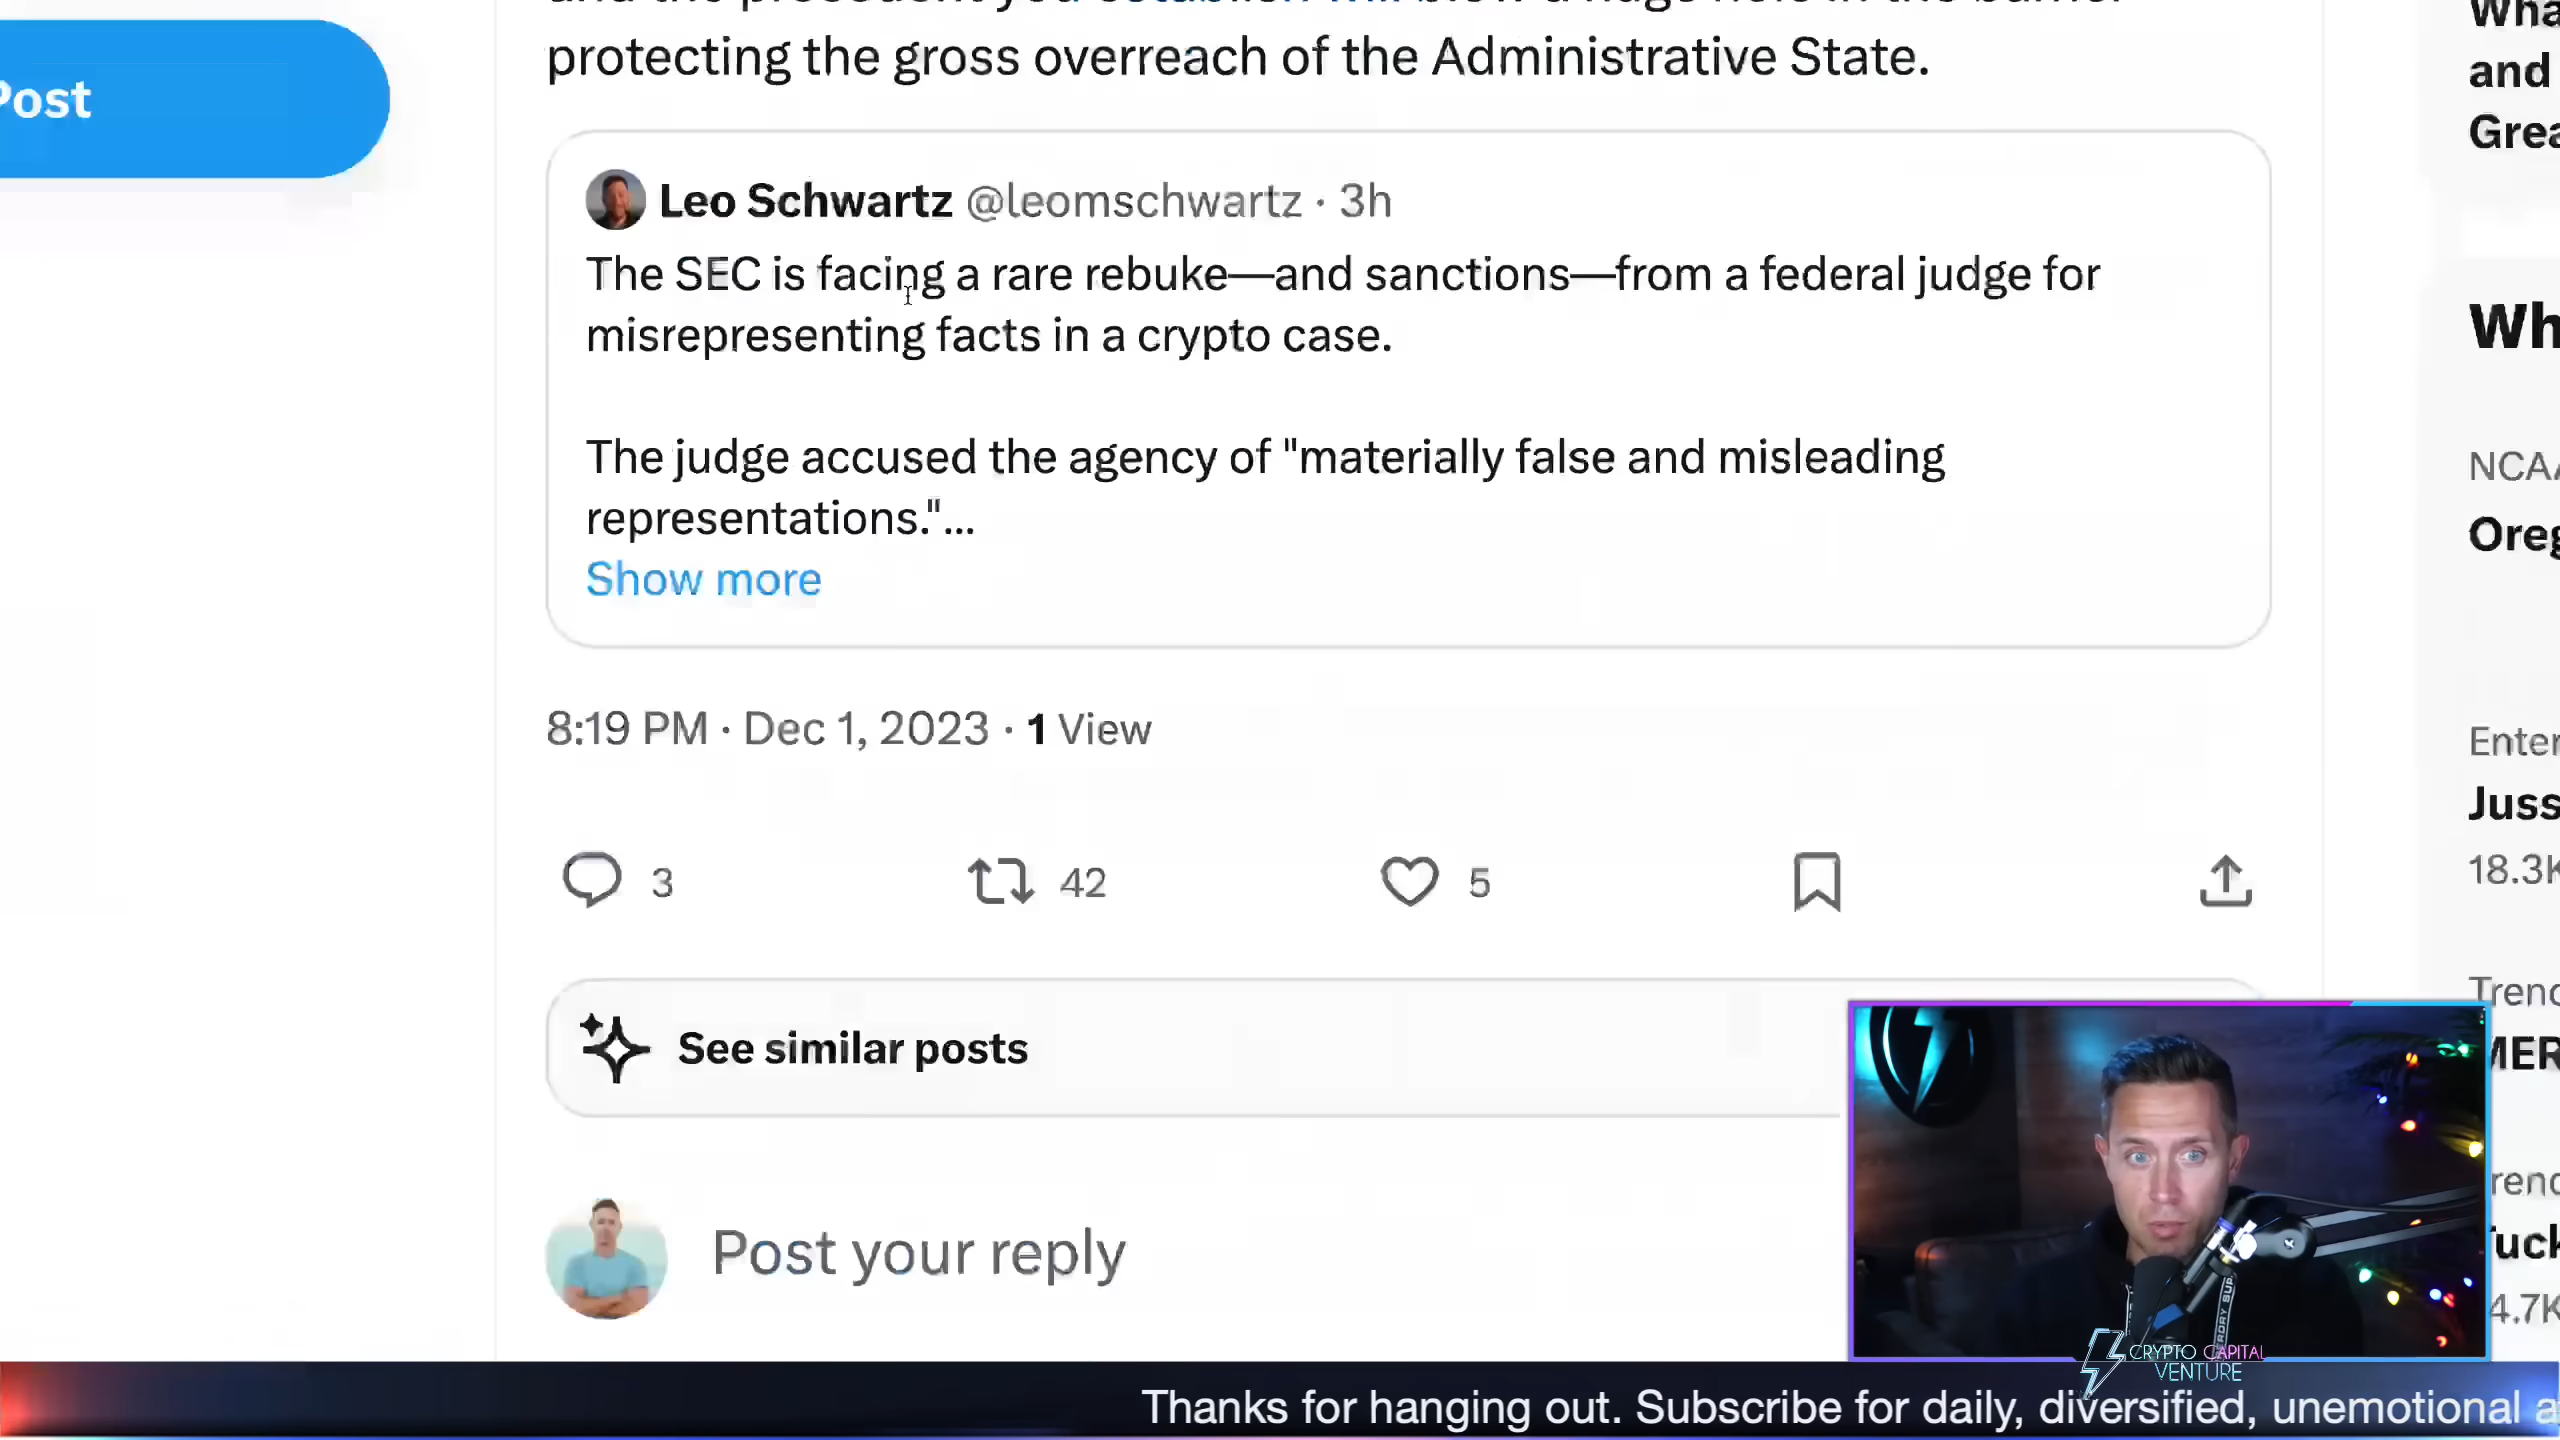 protecting the gross overreach of the Administrative State.
Post
Leo Schwartz @leomschwartz · 3h
The SEC is facing a rare rebuke—and sanctions—from a federal judge for
misrepresenting facts in a crypto case.
The judge accused the agency of "materially false and misleading
representations."...
Show more
8:19 PM · Dec 1, 2023 · 1 View
3
42
5
See similar posts
Post your reply
and
18.3K
CRYPTO CAPITAL
VENTURE
Thanks for hanging out. Subscribe for daily, diversified, unemotional